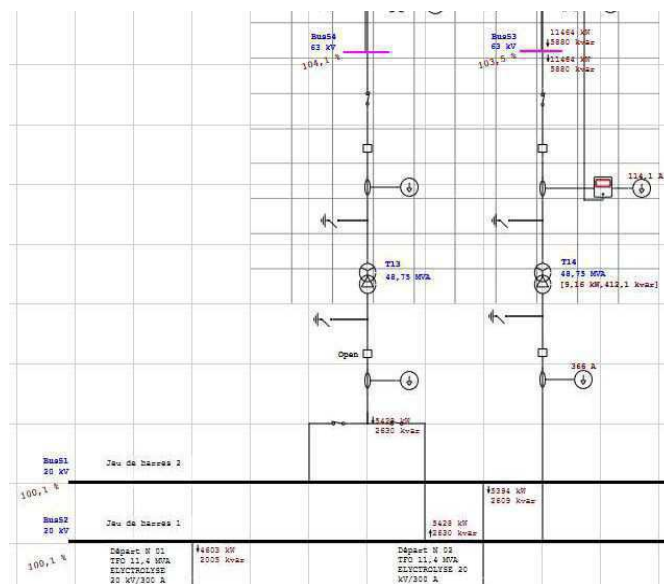 Bus54
63 kV
104,1 %
Bus53
63 kV
103,5 %
11464 kW
5880 kvar
11464 kW
5880 kvar
114,1 A
T13
48,75 MVA
T14
48,75 MVA
[9,16 kW,412,1 kvar]
Open
366 A
5428 kW
2630 kvar
Bus51
20 kV
Jeu de barres 2
100,1 %
5394 kW
2609 kvar
Bus52
20 kV
Jeu de barres 1
5428 kW
2630 kvar
100,1 %
Départ N 01
TFO 11,4 MVA
ELYCTROLYSE
20 kV/300 A
4603 kW
2005 kvar
Départ N 02
TFO 11,4 MVA
ELYCTROLYSE 20
kV/300 A